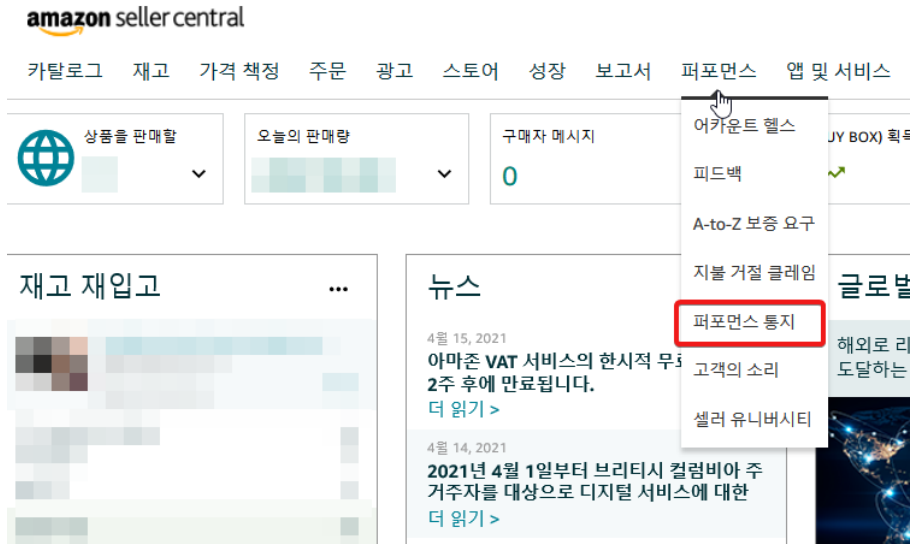 amazon seller central
카탈로그 재고 가격 책정 주문 광고 스토어 성장 보고서 퍼포먼스 앱 및 서비스
상품을 판매할
오늘의 판매량
구매자 메시지
0
UY BOX) 획득
어카운트 헬스
피드백
A-to-Z 보증 요구
지불 거절 클레임
퍼포먼스 통지
고객의 소리
셀러 유니버시티
재고 재입고
뉴스
4월 15, 2021
아마존 VAT 서비스의 한시적 무료
2주 후에 만료됩니다.
더 읽기 >
4월 14, 2021
2021년 4월 1일부터 브리티시 컬럼비아 주
거주자를 대상으로 디지털 서비스에 대한
더 읽기 >
글로벌
해외로 리
도달하는